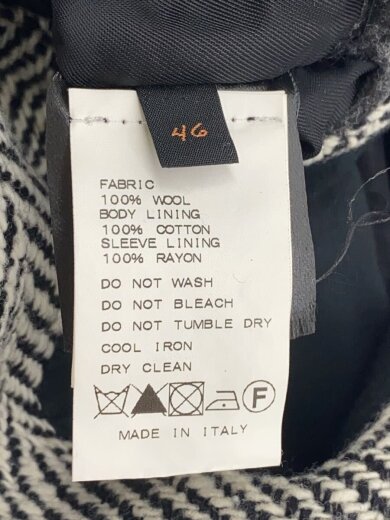 46
FABRIC
100% WOOL
BODY LINING
100% COTTON
SLEEVE LINING
100% RAYON
DO NOT WASH
DO NOT BLEACH
DO NOT TUMBLE DRY
COOL IRON
DRY CLEAN
F
MADE IN ITALY